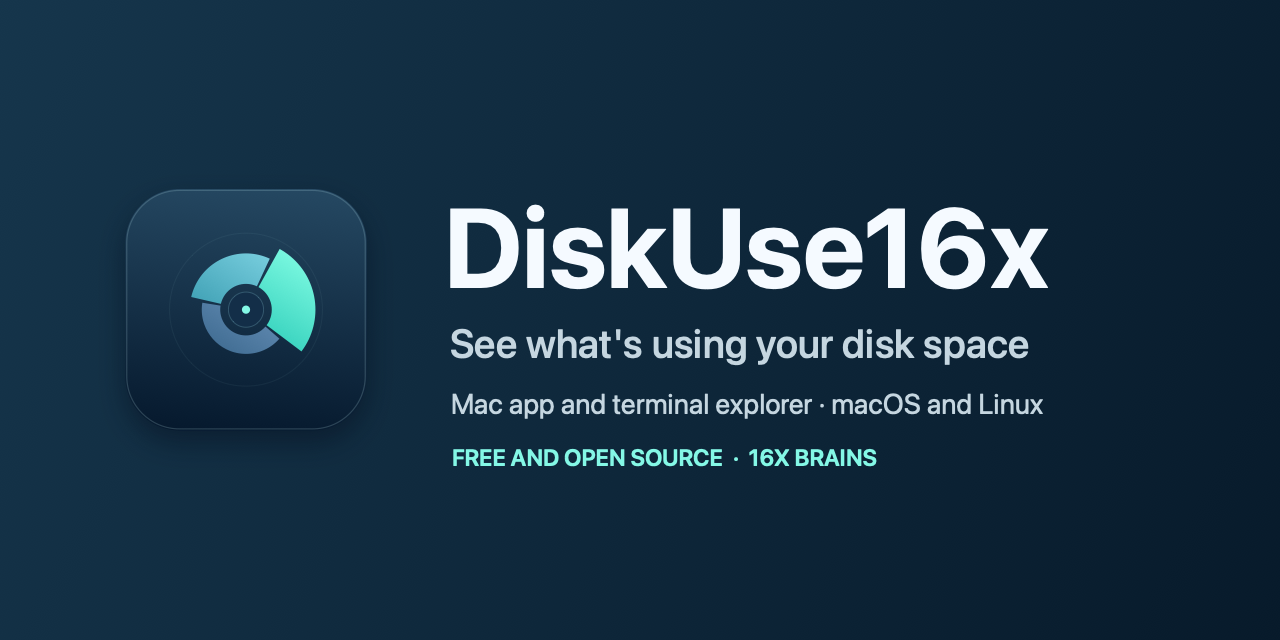 DiskUse16x
See what's using your disk space
Mac app and terminal explorer · macOS and Linux
FREE AND OPEN SOURCE · 16X BRAINS